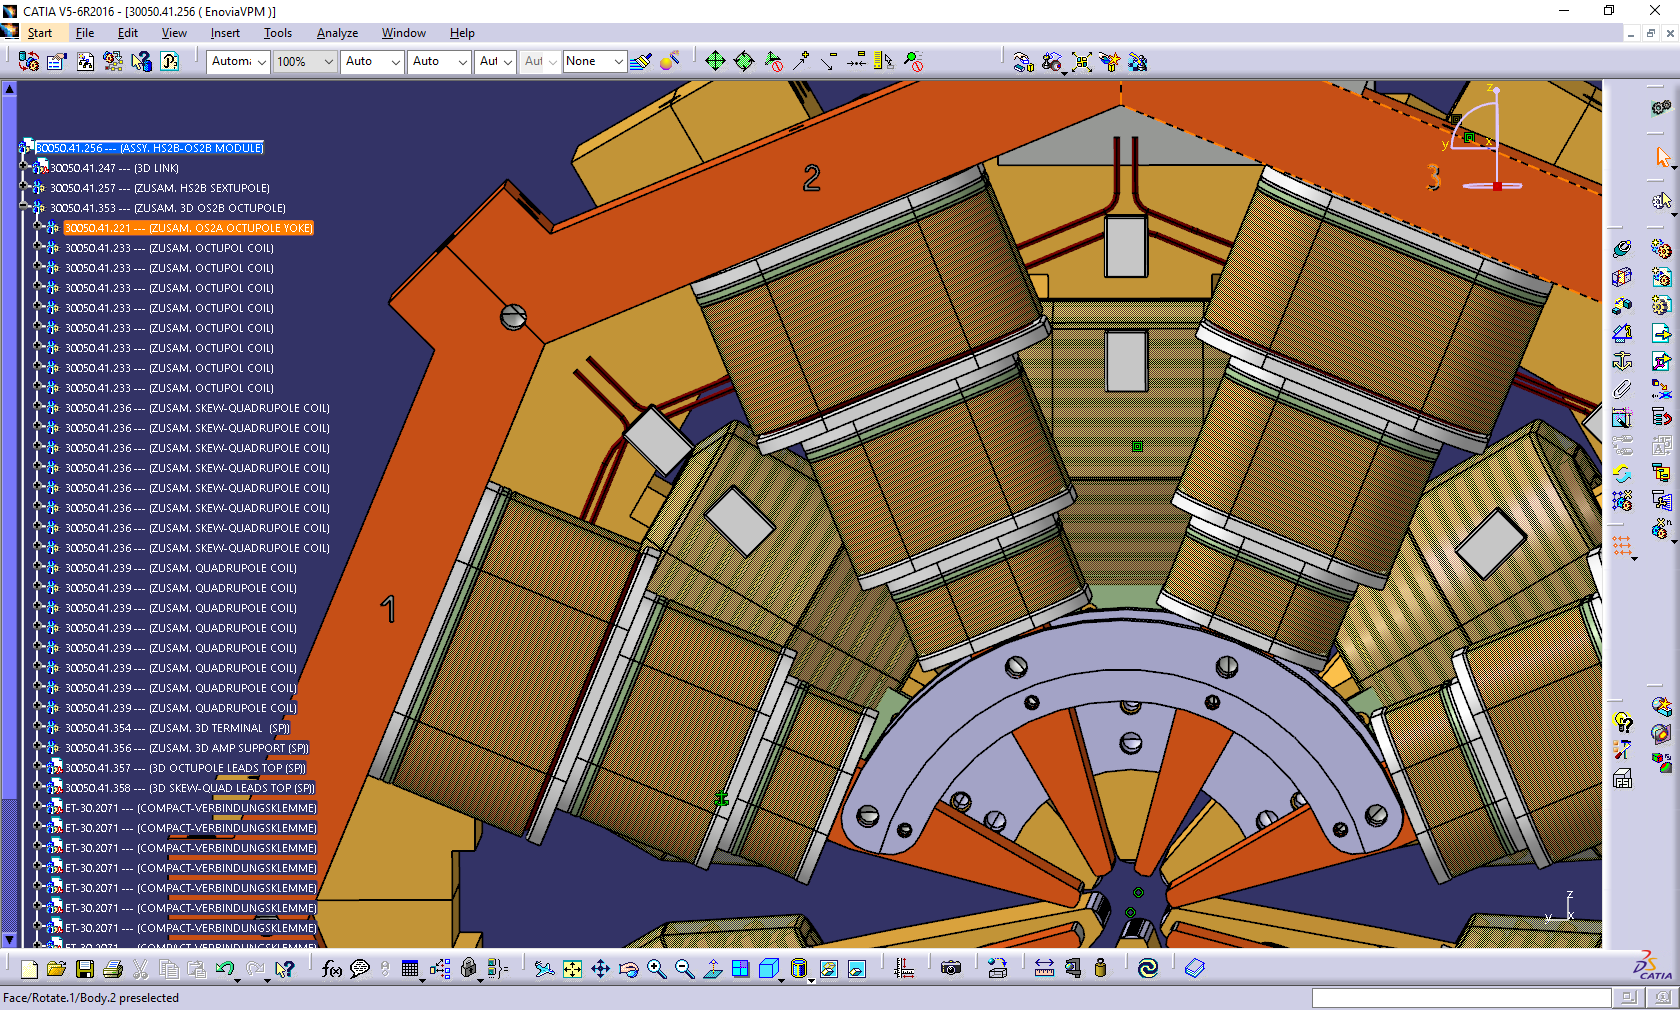 CATIA V5-6R2016 - [30050.41.256 ( EnoviaVPM )]
Start File Edit View Insert Tools Analyze Window Help
100% Auto Auto Aut Aut None
30050.41.256 --- (ASSY. HS2B-OS2B MODULE)
30050.41.247 --- (3D LINK)
30050.41.257 --- (ZUSAM. HS2B SEXTUPOLE)
30050.41.353 --- (ZUSAM. 3D OS2B OCTUPOLE)
30050.41.221 --- (ZUSAM. OS2A OCTUPOLE YOKE)
30050.41.233 --- (ZUSAM. OCTUPOL COIL)
30050.41.233 --- (ZUSAM. OCTUPOL COIL)
30050.41.233 --- (ZUSAM. OCTUPOL COIL)
30050.41.233 --- (ZUSAM. OCTUPOL COIL)
30050.41.233 --- (ZUSAM. OCTUPOL COIL)
30050.41.233 --- (ZUSAM. OCTUPOL COIL)
30050.41.233 --- (ZUSAM. OCTUPOL COIL)
30050.41.233 --- (ZUSAM. OCTUPOL COIL)
30050.41.236 --- (ZUSAM. SKEW-QUADRUPOLE COIL)
30050.41.236 --- (ZUSAM. SKEW-QUADRUPOLE COIL)
30050.41.236 --- (ZUSAM. SKEW-QUADRUPOLE COIL)
30050.41.236 --- (ZUSAM. SKEW-QUADRUPOLE COIL)
30050.41.236 --- (ZUSAM. SKEW-QUADRUPOLE COIL)
30050.41.236 --- (ZUSAM. SKEW-QUADRUPOLE COIL)
30050.41.236 --- (ZUSAM. SKEW-QUADRUPOLE COIL)
30050.41.236 --- (ZUSAM. SKEW-QUADRUPOLE COIL)
30050.41.239 --- (ZUSAM. QUADRUPOLE COIL)
30050.41.239 --- (ZUSAM. QUADRUPOLE COIL)
30050.41.239 --- (ZUSAM. QUADRUPOLE COIL)
30050.41.239 --- (ZUSAM. QUADRUPOLE COIL)
30050.41.239 --- (ZUSAM. QUADRUPOLE COIL)
30050.41.239 --- (ZUSAM. QUADRUPOLE COIL)
30050.41.239 --- (ZUSAM. QUADRUPOLE COIL)
30050.41.239 --- (ZUSAM. QUADRUPOLE COIL)
30050.41.354 --- (ZUSAM. 3D TERMINAL (SP))
30050.41.356 --- (ZUSAM. 3D AMP SUPPORT (SP))
30050.41.357 --- (3D OCTUPOLE LEADS TOP (SP))
30050.41.358 --- (3D SKEW-QUAD LEADS TOP (SP))
ET-30.2071 --- (COMPACT-VERBINDUNGSKLEMME)
ET-30.2071 --- (COMPACT-VERBINDUNGSKLEMME)
ET-30.2071 --- (COMPACT-VERBINDUNGSKLEMME)
ET-30.2071 --- (COMPACT-VERBINDUNGSKLEMME)
ET-30.2071 --- (COMPACT-VERBINDUNGSKLEMME)
ET-30.2071 --- (COMPACT-VERBINDUNGSKLEMME)
ET-30.2071 --- (COMPACT-VERBINDUNGSKLEMME)
ET-30.2071 --- (COMPACT-VERBINDUNGSKLEMME)
1
2
3
z
y x
z
y x
f(x)
CATIA
Face/Rotate.1/Body.2 preselected